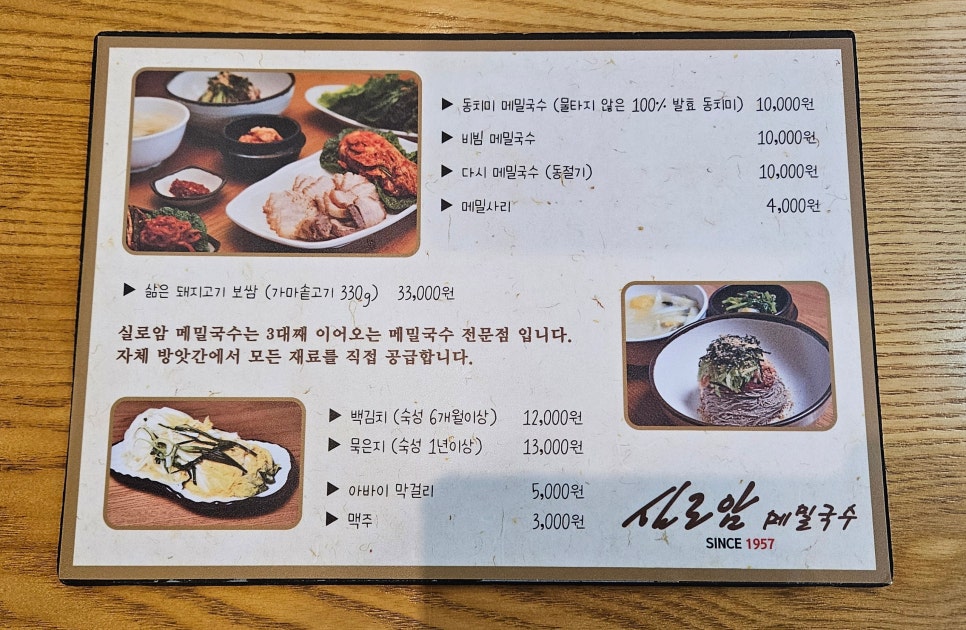 ▶ 동치미 메밀국수 (물타지 않은 100% 발효 동치미) 10,000원
▶ 비빔 메밀국수 10,000원
▶ 다시 메밀국수 (동절기) 10,000원
▶ 메밀사리 4,000원
▶ 삶은 돼지고기 보쌈 (가마솥고기 330g) 33,000원
실로암 메밀국수는 3대째 이어오는 메밀국수 전문점 입니다.
자체 방앗간에서 모든 재료를 직접 공급합니다.
▶ 백김치 (숙성 6개월이상) 12,000원
▶ 묵은지 (숙성 1년이상) 13,000원
▶ 아바이 막걸리 5,000원
▶ 맥주 3,000원
실로암 메밀국수
SINCE 1957